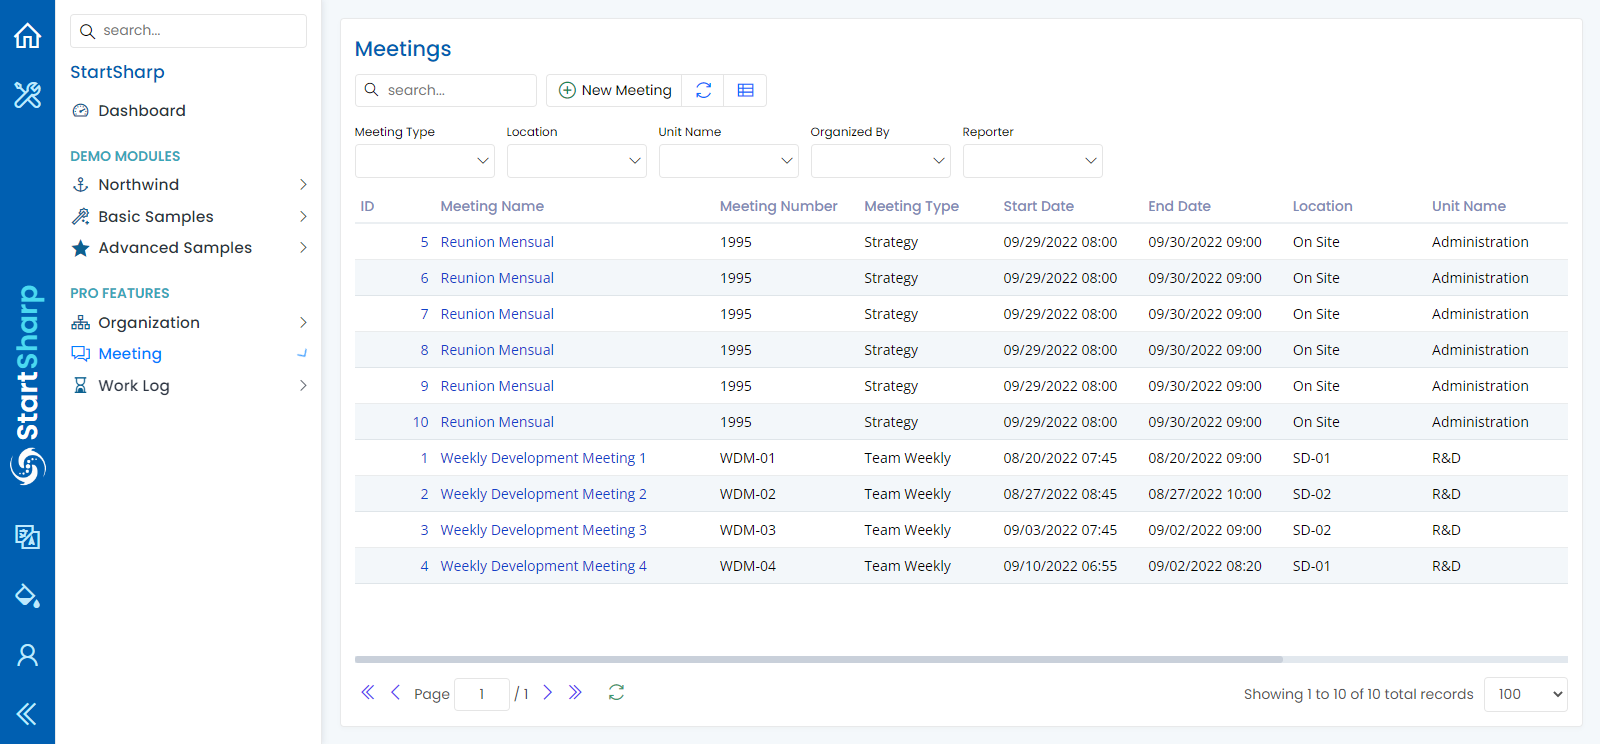 search...
StartSharp
Dashboard
DEMO MODULES
Northwind
Basic Samples
Advanced Samples
PRO FEATURES
Organization
Meeting
Work Log
StartSharp
Meetings
search...
New Meeting
Meeting Type Location Unit Name Organized By Reporter
ID Meeting Name Meeting Number Meeting Type Start Date End Date Location Unit Name
5 Reunion Mensual 1995 Strategy 09/29/2022 08:00 09/30/2022 09:00 On Site Administration
6 Reunion Mensual 1995 Strategy 09/29/2022 08:00 09/30/2022 09:00 On Site Administration
7 Reunion Mensual 1995 Strategy 09/29/2022 08:00 09/30/2022 09:00 On Site Administration
8 Reunion Mensual 1995 Strategy 09/29/2022 08:00 09/30/2022 09:00 On Site Administration
9 Reunion Mensual 1995 Strategy 09/29/2022 08:00 09/30/2022 09:00 On Site Administration
10 Reunion Mensual 1995 Strategy 09/29/2022 08:00 09/30/2022 09:00 On Site Administration
1 Weekly Development Meeting 1 WDM-01 Team Weekly 08/20/2022 07:45 08/20/2022 09:00 SD-01 R&D
2 Weekly Development Meeting 2 WDM-02 Team Weekly 08/27/2022 08:45 08/27/2022 10:00 SD-02 R&D
3 Weekly Development Meeting 3 WDM-03 Team Weekly 09/03/2022 07:45 09/02/2022 09:00 SD-02 R&D
4 Weekly Development Meeting 4 WDM-04 Team Weekly 09/10/2022 06:55 09/02/2022 08:20 SD-01 R&D
Page 1 / 1
Showing 1 to 10 of 10 total records 100